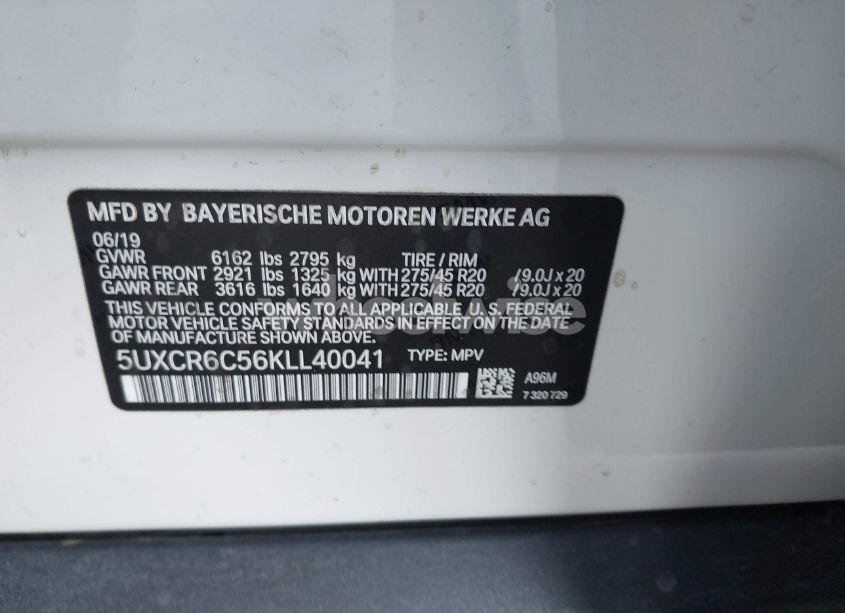 MFD BY BAYERISCHE MOTOREN WERKE AG
06/19
GVWR 6162 lbs 2795 kg TIRE / RIM
GAWR FRONT 2921 lbs 1325 kg WITH 275/45 R20 /9.0J x 20
GAWR REAR 3616 lbs 1640 kg WITH 275/45 R20 /9.0J x 20
THIS VEHICLE CONFORMS TO ALL APPLICABLE U. S. FEDERAL
MOTOR VEHICLE SAFETY STANDARDS IN EFFECT ON THE DATE
OF MANUFACTURE SHOWN ABOVE.
5UXCR6C56KLL40041 TYPE: MPV
A96M
7 320 729